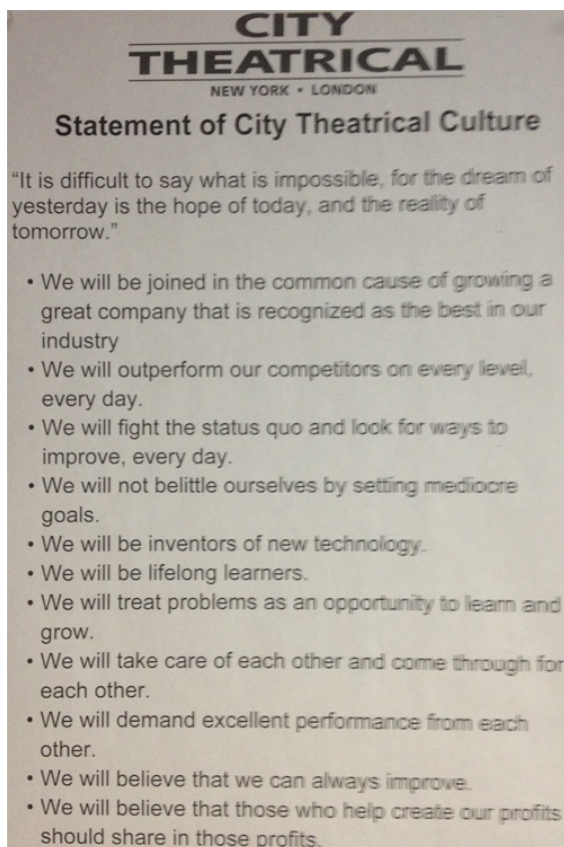 CITY
THEATRICAL
NEW YORK • LONDON
Statement of City Theatrical Culture
“It is difficult to say what is impossible, for the dream of
yesterday is the hope of today, and the reality of
tomorrow.”
• We will be joined in the common cause of growing a
great company that is recognized as the best in our
industry
• We will outperform our competitors on every level,
every day.
• We will fight the status quo and look for ways to
improve, every day.
• We will not belittle ourselves by setting mediocre
goals.
• We will be inventors of new technology.
• We will be lifelong learners.
• We will treat problems as an opportunity to learn and
grow.
• We will take care of each other and come through for
each other.
• We will demand excellent performance from each
other.
• We will believe that we can always improve.
• We will believe that those who help create our profits
should share in those profits.